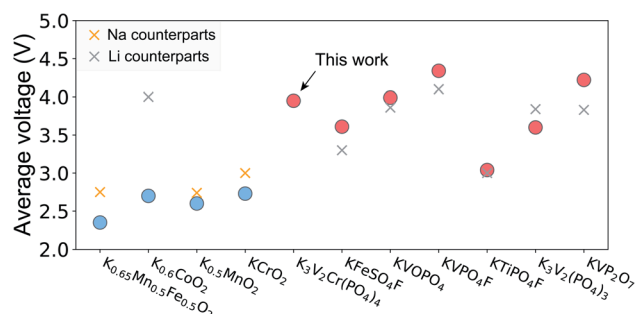 5.0
4.5
4.0
3.5
3.0
2.5
2.0
Average voltage (V)
Na counterparts
Li counterparts
This work
K₀.₆₅Mn₀.₅Fe₀.₅O₂
K₀.₆CoO₂
K₀.₅MnO₂
KCrO₂
K₃V₂Cr(PO₄)₄
KFeSO₄F
KVOPO₄
KVPO₄F
KTiPO₄F
K₃V₂(PO₄)₃
KVP₂O₇